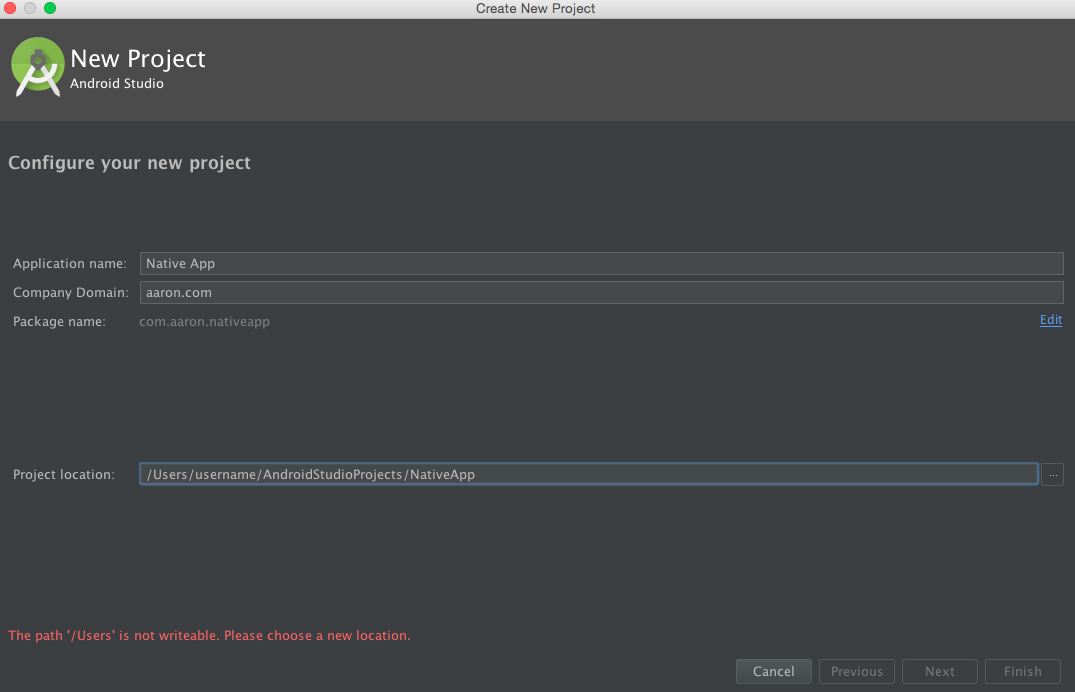 Create New Project
New Project
Android Studio
Configure your new project
Application name: Native App
Company Domain: aaron.com
Package name: com.aaron.nativeapp Edit
Project location: /Users/username/AndroidStudioProjects/NativeApp ...
The path '/Users' is not writeable. Please choose a new location.
Cancel Previous Next Finish